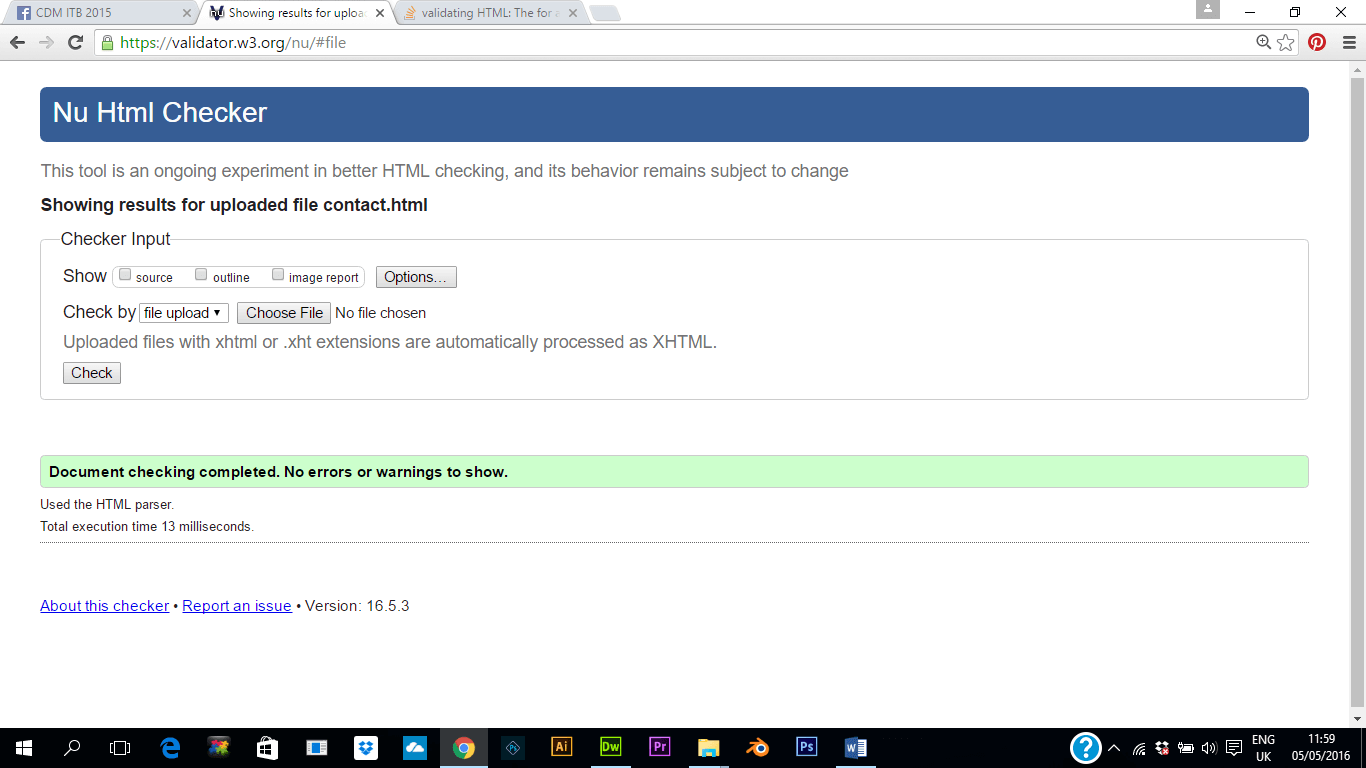 CDM ITB 2015
Showing results for uploa
validating HTML: The for a
https://validator.w3.org/nu/#file
Nu Html Checker
This tool is an ongoing experiment in better HTML checking, and its behavior remains subject to change
Showing results for uploaded file contact.html
Checker Input
Show source outline image report Options...
Check by file upload Choose File No file chosen
Uploaded files with xhtml or .xht extensions are automatically processed as XHTML.
Check
Document checking completed. No errors or warnings to show.
Used the HTML parser.
Total execution time 13 milliseconds.
About this checker • Report an issue • Version: 16.5.3
Ai Dw Pr Ps
ENG 11:59
UK 05/05/2016